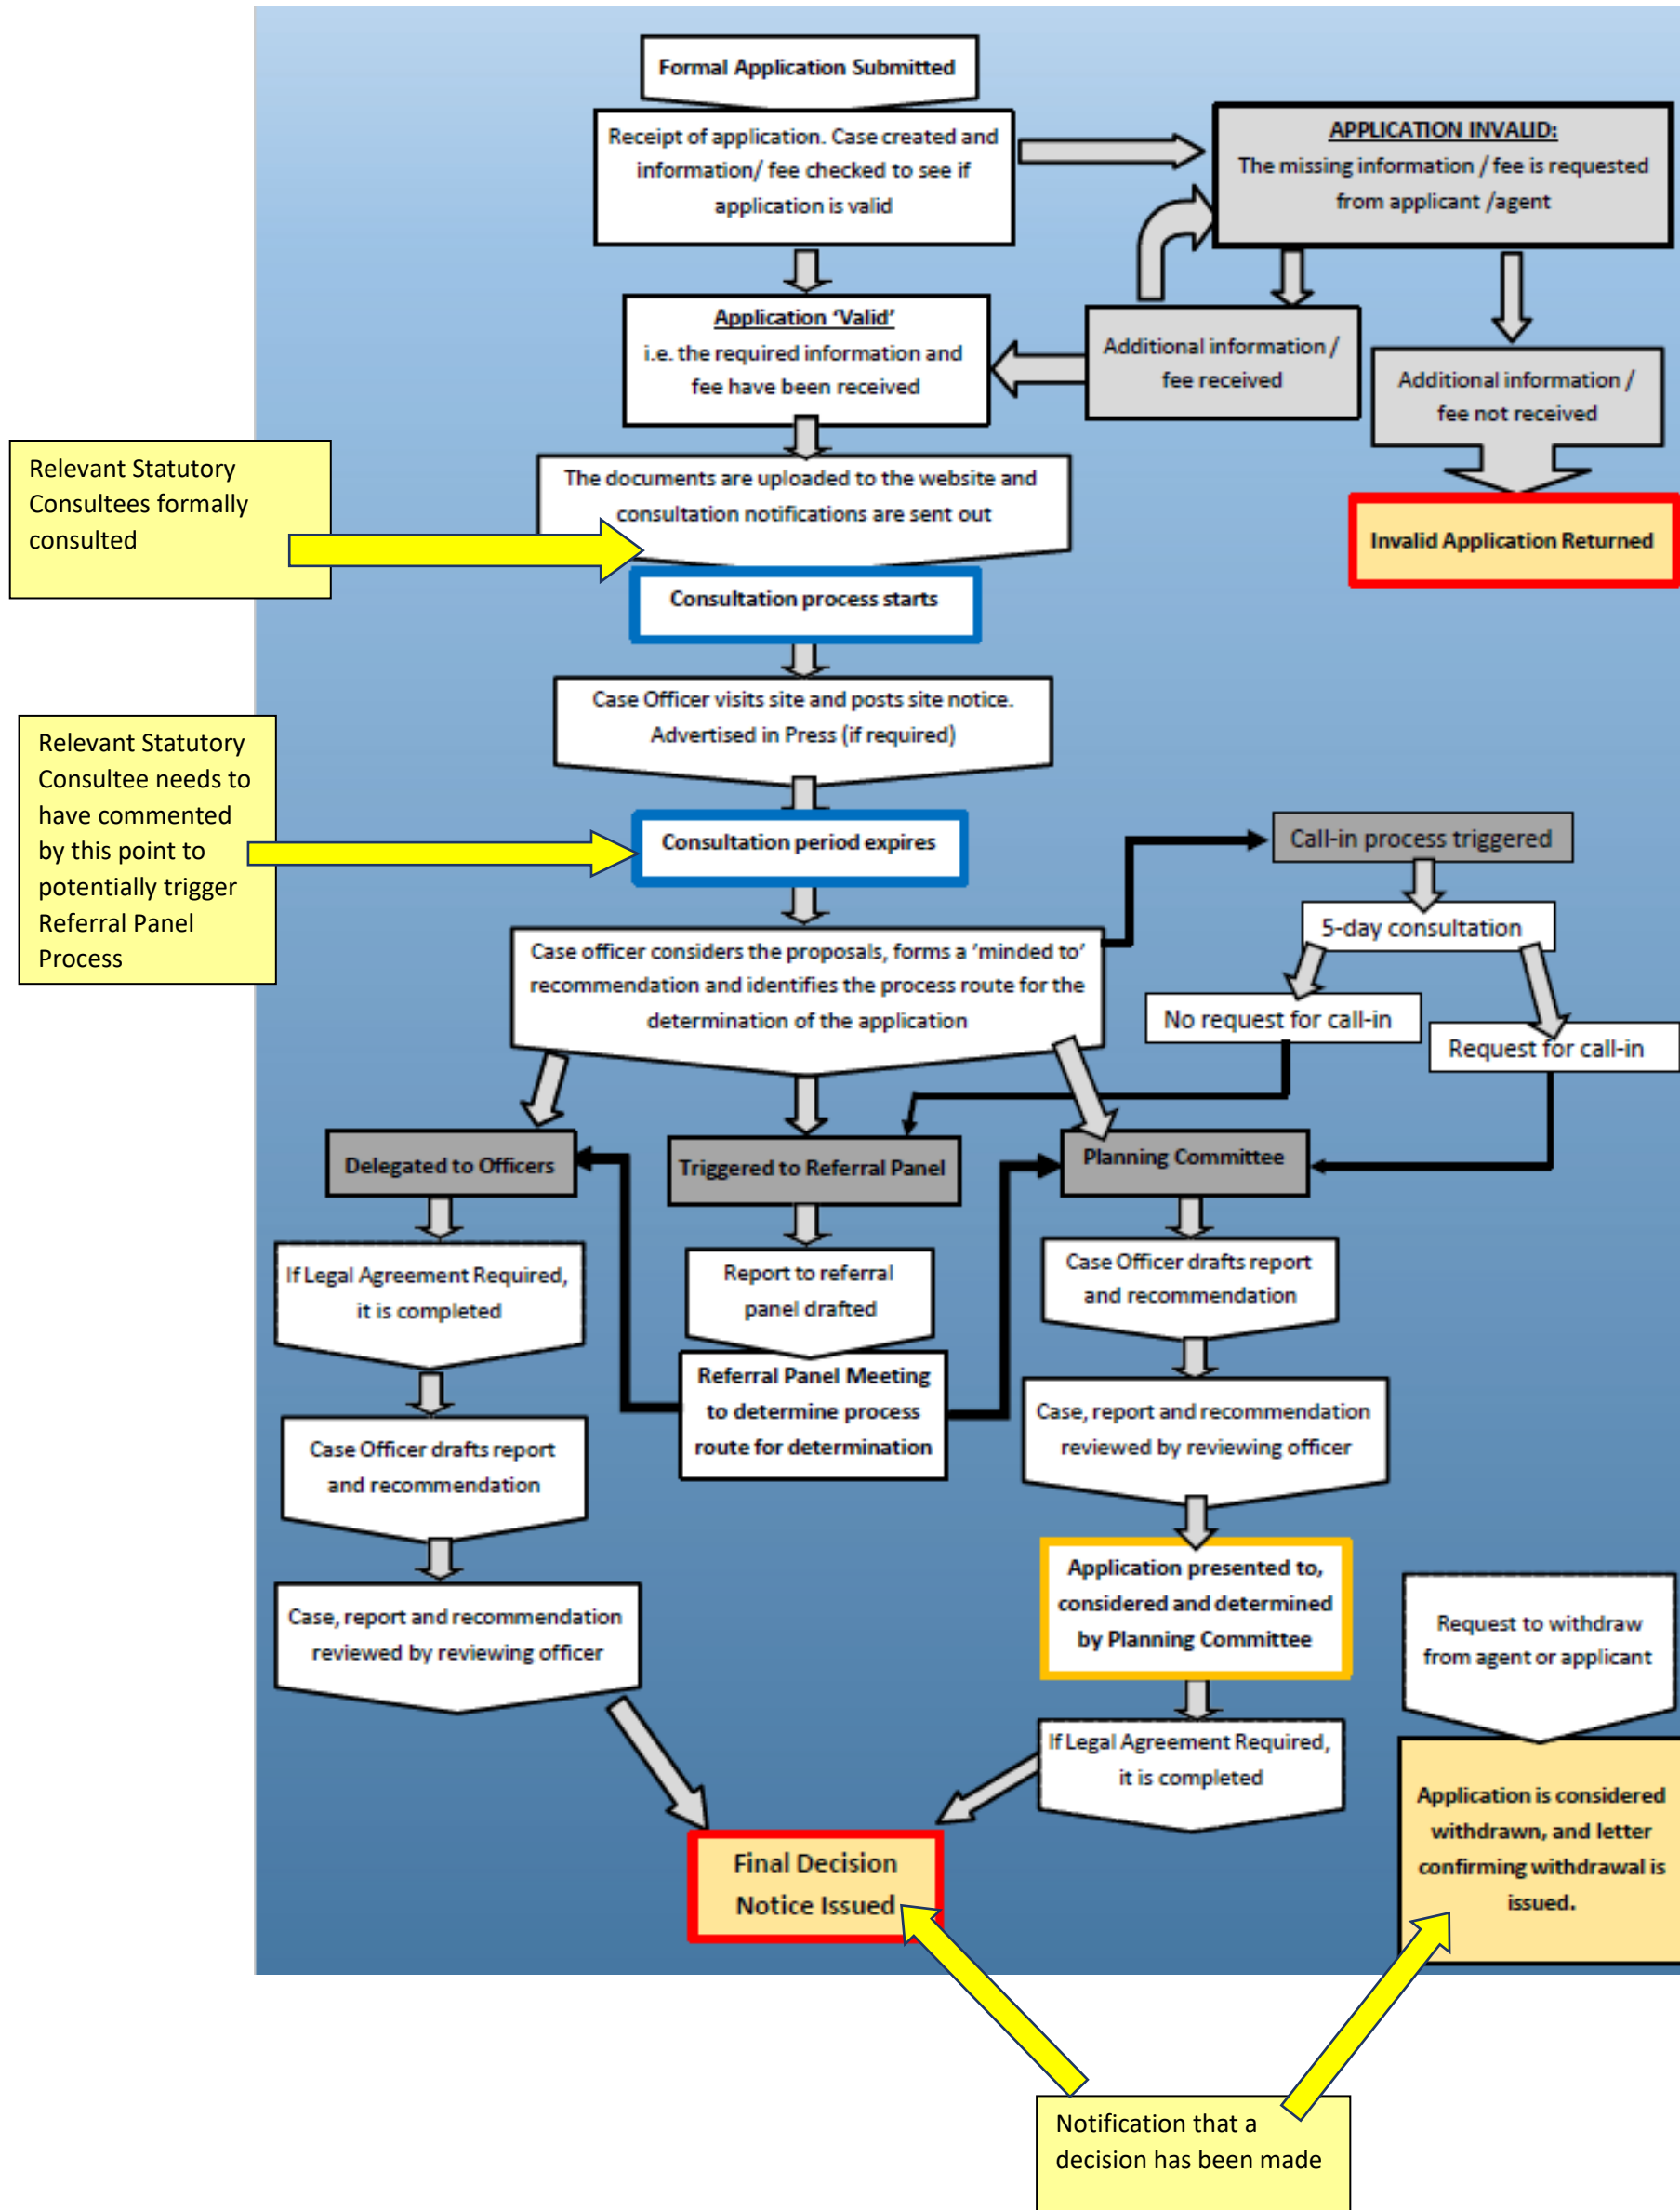 Formal Application Submitted
Receipt of application. Case created and
information/ fee checked to see if
application is valid
APPLICATION INVALID:
The missing information / fee is requested
from applicant /agent
Application ‘Valid’
i.e. the required information and
fee have been received
Additional information /
fee received
Additional information /
fee not received
Invalid Application Returned
Relevant Statutory
Consultees formally
consulted
The documents are uploaded to the website and
consultation notifications are sent out
Consultation process starts
Case Officer visits site and posts site notice.
Advertised in Press (if required)
Relevant Statutory
Consultee needs to
have commented
by this point to
potentially trigger
Referral Panel
Process
Consultation period expires
Call-in process triggered
5-day consultation
No request for call-in
Request for call-in
Case officer considers the proposals, forms a ‘minded to’
recommendation and identifies the process route for the
determination of the application
Delegated to Officers
Triggered to Referral Panel
Planning Committee
If Legal Agreement Required,
it is completed
Report to referral
panel drafted
Case Officer drafts report
and recommendation
Referral Panel Meeting
to determine process
route for determination
Case, report and recommendation
reviewed by reviewing officer
Case Officer drafts report
and recommendation
Application presented to,
considered and determined
by Planning Committee
Case, report and recommendation
reviewed by reviewing officer
Request to withdraw
from agent or applicant
If Legal Agreement Required,
it is completed
Application is considered
withdrawn, and letter
confirming withdrawal is
issued.
Final Decision
Notice Issued
Notification that a
decision has been made